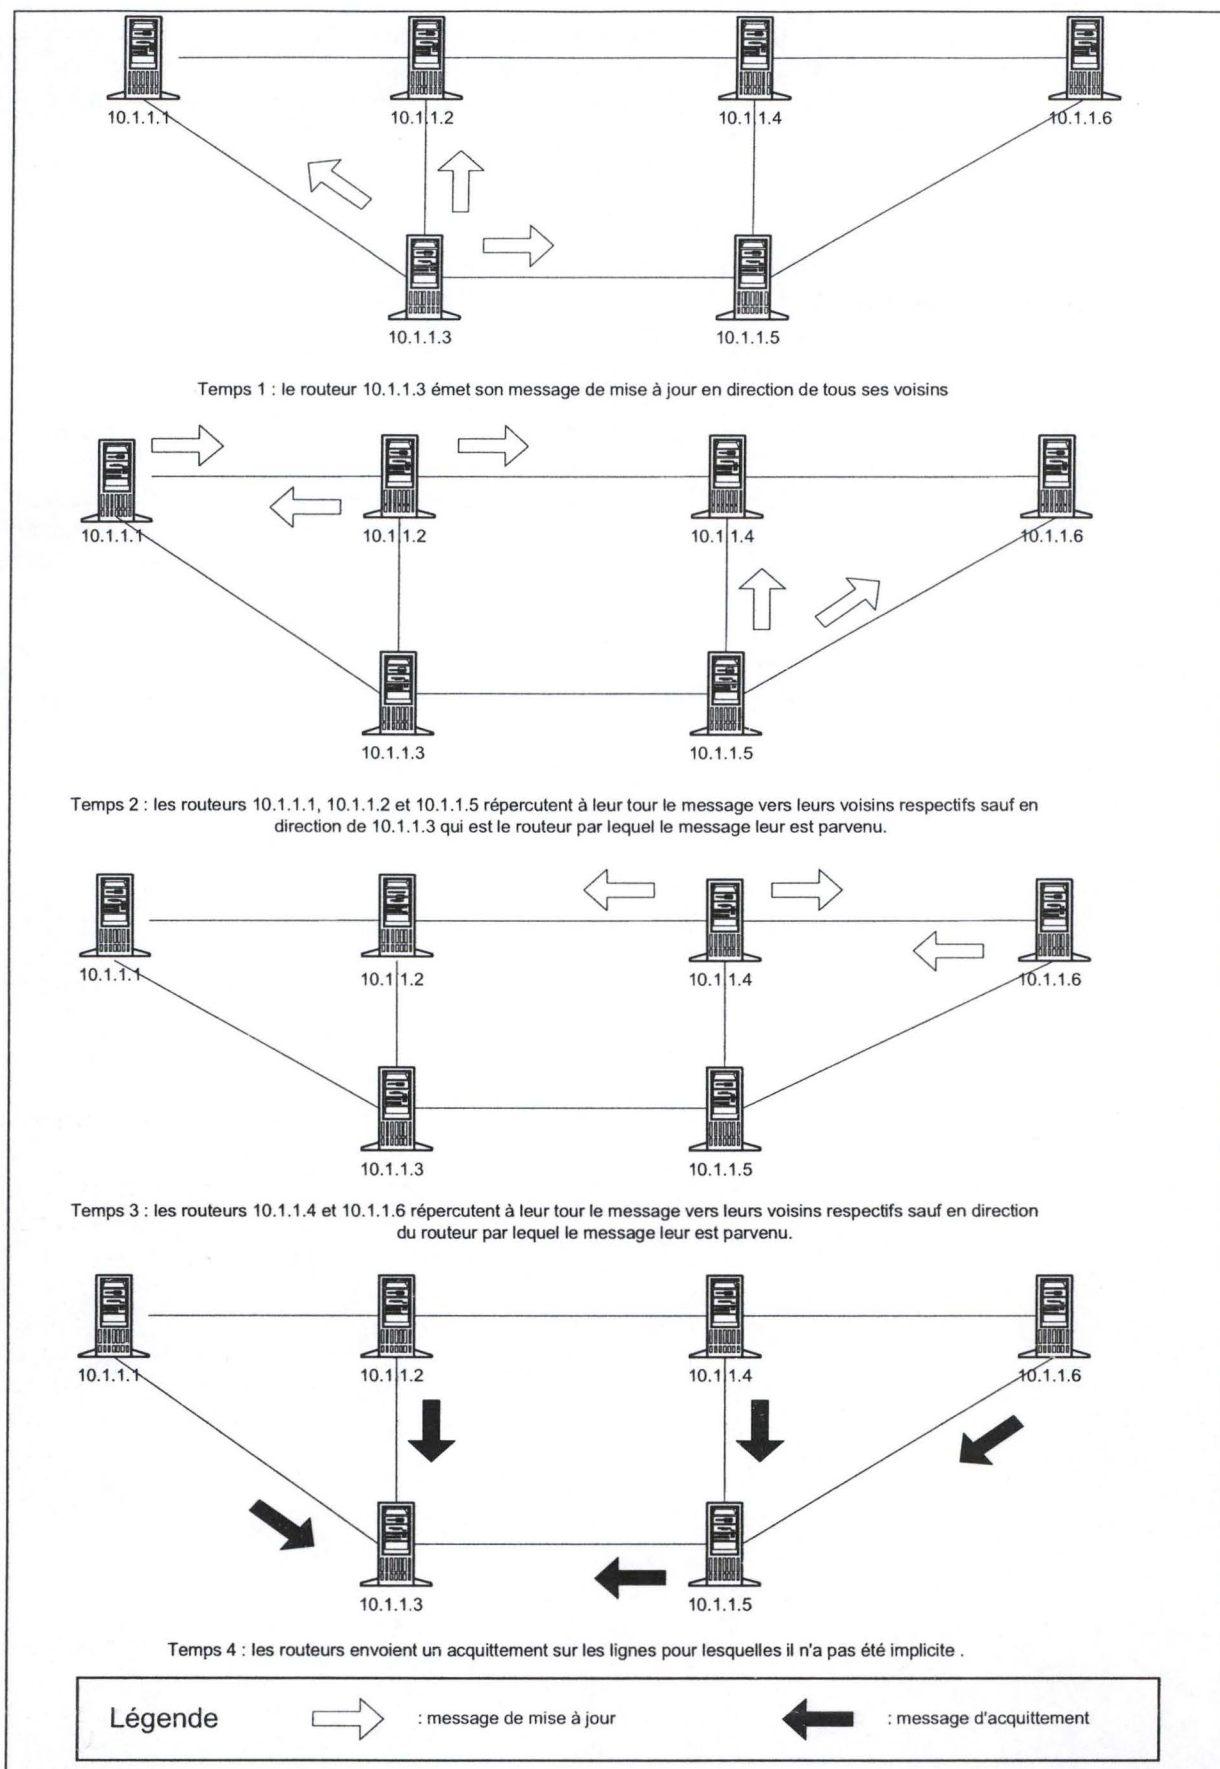 10.1.1.1
10.1.1.2
10.1.1.4
10.1.1.6
10.1.1.3
10.1.1.5
Temps 1 : le routeur 10.1.1.3 émet son message de mise à jour en direction de tous ses voisins
10.1.1.1
10.1.1.2
10.1.1.4
10.1.1.6
10.1.1.3
10.1.1.5
Temps 2 : les routeurs 10.1.1.1, 10.1.1.2 et 10.1.1.5 répercutent à leur tour le message vers leurs voisins respectifs sauf en
direction de 10.1.1.3 qui est le routeur par lequel le message leur est parvenu.
10.1.1.1
10.1.1.2
10.1.1.4
10.1.1.6
10.1.1.3
10.1.1.5
Temps 3 : les routeurs 10.1.1.4 et 10.1.1.6 répercutent à leur tour le message vers leurs voisins respectifs sauf en direction
du routeur par lequel le message leur est parvenu.
10.1.1.1
10.1.1.2
10.1.1.4
10.1.1.6
10.1.1.3
10.1.1.5
Temps 4 : les routeurs envoient un acquittement sur les lignes pour lesquelles il n'a pas été implicite .
Légende
: message de mise à jour
: message d'acquittement